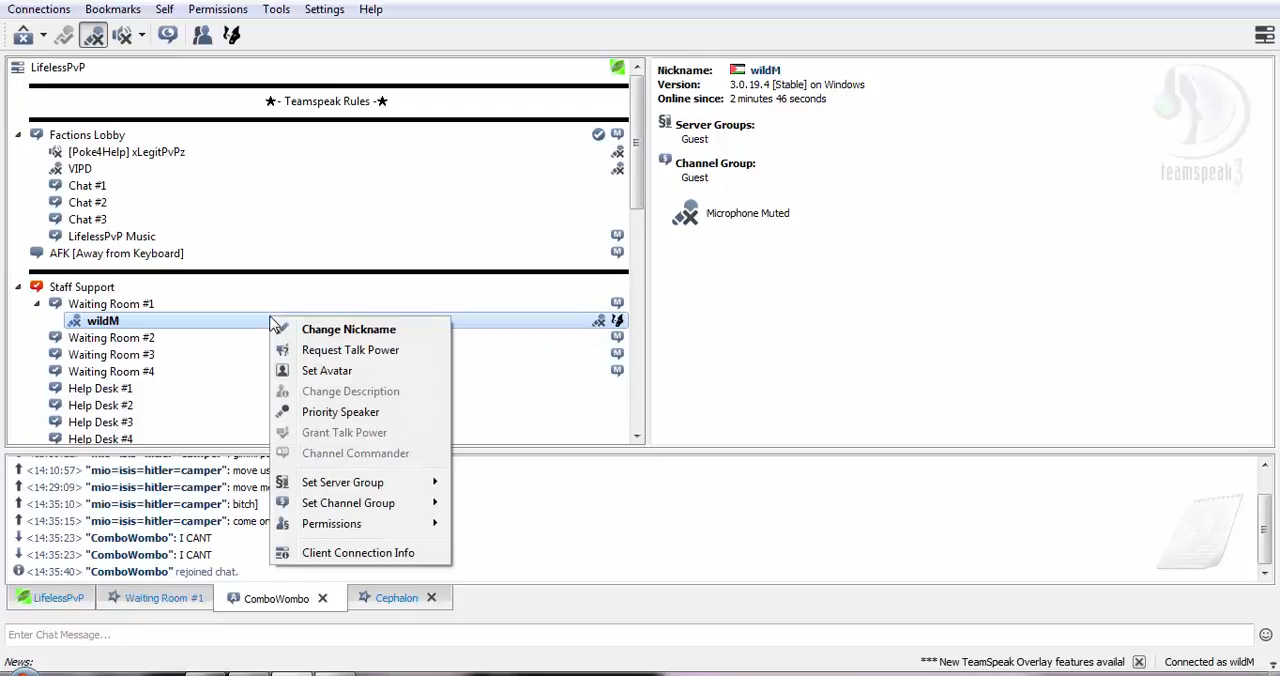 Connections Bookmarks Self Permissions Tools Settings Help
LifelessPvP
★- Teamspeak Rules -★
Factions Lobby
[Poke4Help] xLegitPvPz
VIPD
Chat #1
Chat #2
Chat #3
LifelessPvP Music
AFK [Away from Keyboard]
Staff Support
Waiting Room #1
wildM
Waiting Room #2
Waiting Room #3
Waiting Room #4
Help Desk #1
Help Desk #2
Help Desk #3
Help Desk #4
Nickname: wildM
Version: 3.0.19.4 [Stable] on Windows
Online since: 2 minutes 46 seconds
Server Groups:
Guest
Channel Group:
Guest
Microphone Muted
teamspeak 3
Change Nickname
Request Talk Power
Set Avatar
Change Description
Priority Speaker
Grant Talk Power
Channel Commander
Set Server Group
Set Channel Group
Permissions
Client Connection Info
<14:10:57> "mio=isis=hitler=camper": move us
<14:29:09> "mio=isis=hitler=camper": move m
<14:35:10> "mio=isis=hitler=camper": bitch]
<14:35:15> "mio=isis=hitler=camper": come on
<14:35:23> "ComboWombo": I CANT
<14:35:23> "ComboWombo": I CANT
<14:35:40> "ComboWombo" rejoined chat.
LifelessPvP Waiting Room #1 ComboWombo Cephalon
Enter Chat Message...
News: *** New TeamSpeak Overlay features availal Connected as wildM